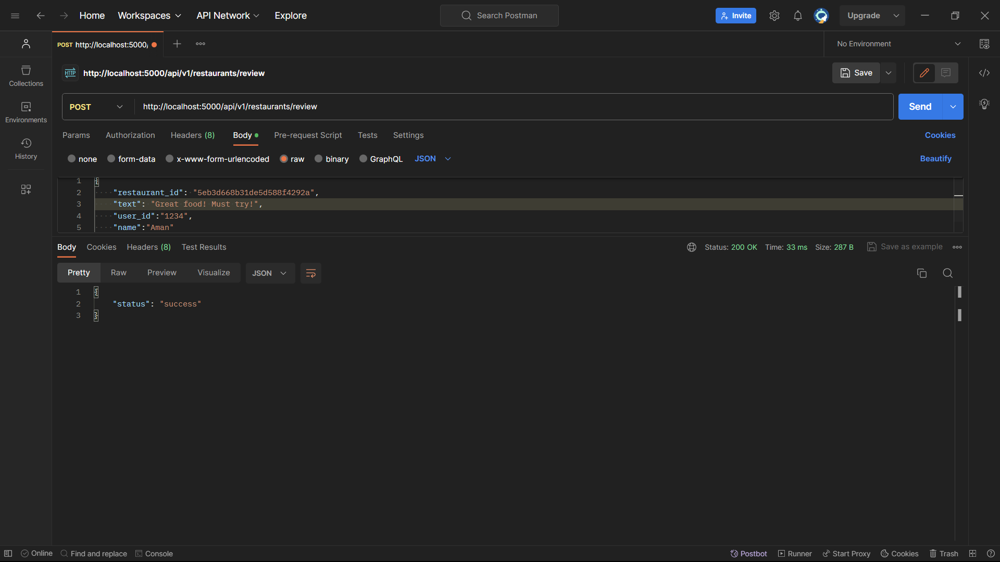 Home Workspaces API Network Explore Search Postman Invite Upgrade
POST http://localhost:5000/ No Environment
HTTP http://localhost:5000/api/v1/restaurants/review Save
Collections
POST http://localhost:5000/api/v1/restaurants/review Send
Environments
Params Authorization Headers (8) Body Pre-request Script Tests Settings Cookies
History
none form-data x-www-form-urlencoded raw binary GraphQL JSON Beautify
1 {
2 "restaurant_id": "5eb3d668b31de5d588f4292a",
3 "text": "Great food! Must try!",
4 "user_id":"1234",
5 "name":"Aman"
Body Cookies Headers (8) Test Results Status: 200 OK Time: 33 ms Size: 287 B Save as example
Pretty Raw Preview Visualize JSON
1 {
2 "status": "success"
3 }
Online Find and replace Console Postbot Runner Start Proxy Cookies Trash